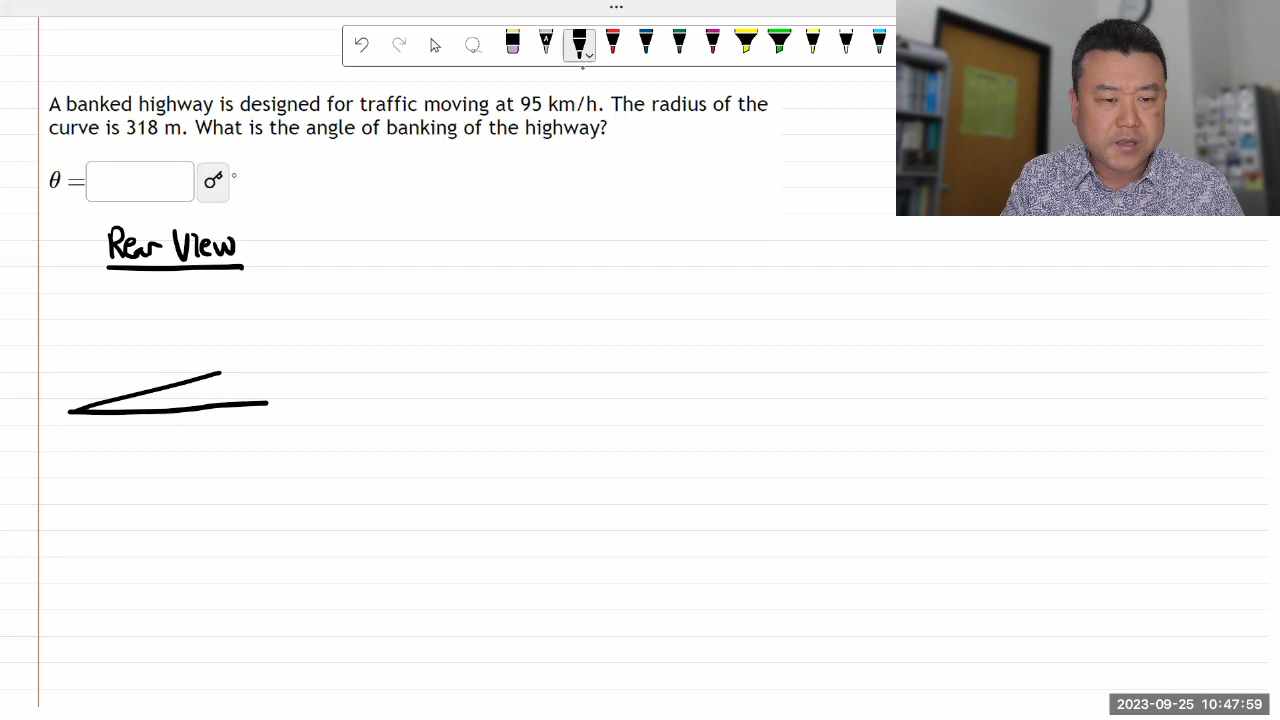 A banked highway is designed for traffic moving at 95 km/h. The radius of the
curve is 318 m. What is the angle of banking of the highway?
θ = °
Rear View
2023-09-25 10:47:59